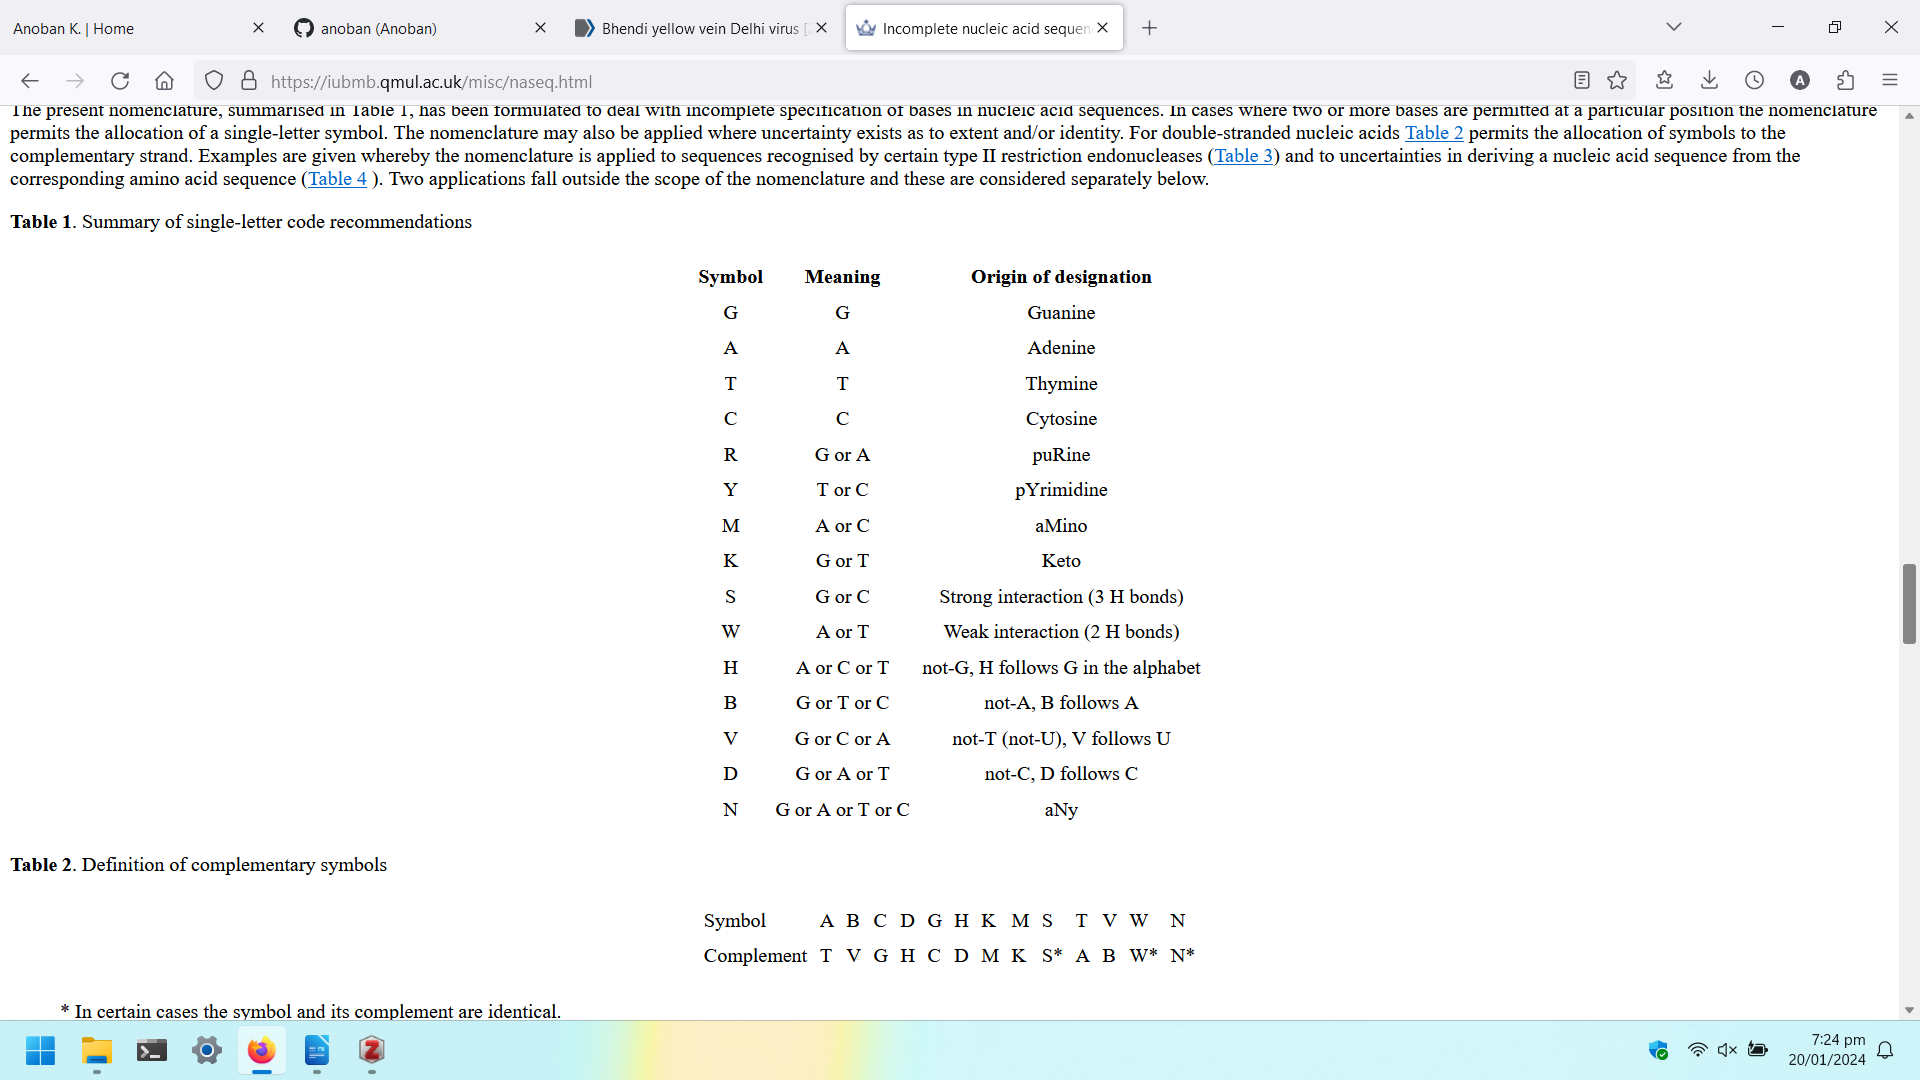 Anoban K. | Home
anoban (Anoban)
Bhendi yellow vein Delhi virus [
Incomplete nucleic acid sequen
https://iubmb.qmul.ac.uk/misc/naseq.html
A
The present nomenclature, summarised in Table 1, has been formulated to deal with incomplete specification of bases in nucleic acid sequences. In cases where two or more bases are permitted at a particular position the nomenclature
permits the allocation of a single-letter symbol. The nomenclature may also be applied where uncertainty exists as to extent and/or identity. For double-stranded nucleic acids Table 2 permits the allocation of symbols to the
complementary strand. Examples are given whereby the nomenclature is applied to sequences recognised by certain type II restriction endonucleases (Table 3) and to uncertainties in deriving a nucleic acid sequence from the
corresponding amino acid sequence (Table 4 ). Two applications fall outside the scope of the nomenclature and these are considered separately below.
Table 1. Summary of single-letter code recommendations
Symbol Meaning Origin of designation
G G Guanine
A A Adenine
T T Thymine
C C Cytosine
R G or A puRine
Y T or C pYrimidine
M A or C aMino
K G or T Keto
S G or C Strong interaction (3 H bonds)
W A or T Weak interaction (2 H bonds)
H A or C or T not-G, H follows G in the alphabet
B G or T or C not-A, B follows A
V G or C or A not-T (not-U), V follows U
D G or A or T not-C, D follows C
N G or A or T or C aNy
Table 2. Definition of complementary symbols
Symbol A B C D G H K M S T V W N
Complement T V G H C D M K S* A B W* N*
* In certain cases the symbol and its complement are identical.
Z
7:24 pm
20/01/2024